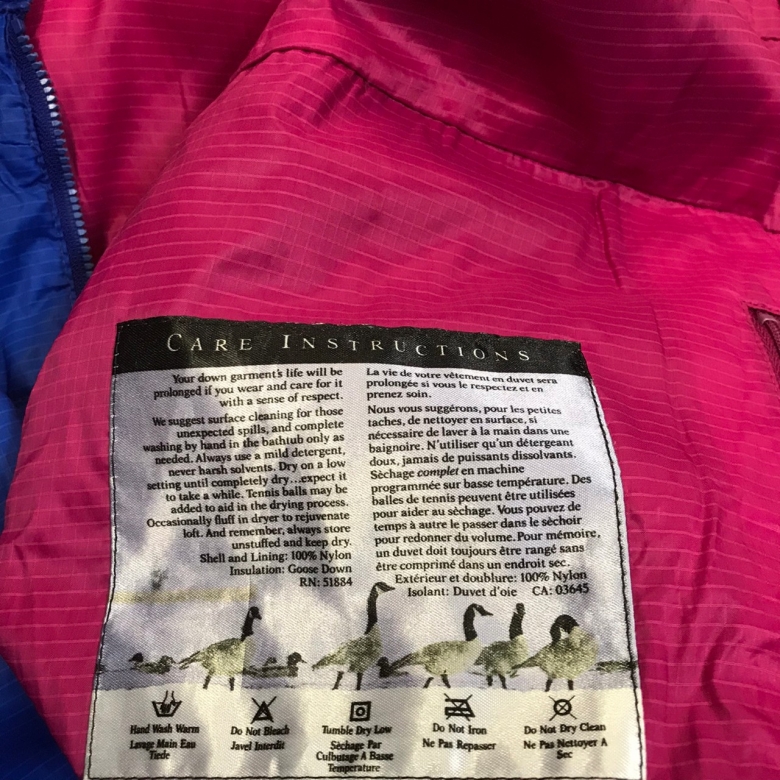 CARE INSTRUCTIONS
Your down garment's life will be
prolonged if you wear and care for it
with a sense of respect.
We suggest surface cleaning for those
unexpected spills, and complete
washing by hand in the bathtub only as
needed. Always use a mild detergent,
never harsh solvents. Dry on a low
setting until completely dry...expect it
to take a while. Tennis balls may be
added to aid in the drying process.
Occasionally fluff in dryer to rejuvenate
loft. And remember, always store
unstuffed and keep dry.
Shell and Lining: 100% Nylon
Insulation: Goose Down
RN: 51884
La vie de votre vêtement en duvet sera
prolongée si vous le respectez et en
prenez soin.
Nous vous suggérons, pour les petites
taches, de nettoyer en surface, si
nécessaire de laver à la main dans une
baignoire. N'utiliser qu'un détergeant
doux, jamais de puissants dissolvants.
Sèchage complet en machine
programmée sur basse température. Des
balles de tennis peuvent être utilisées
pour aider au sèchage. Vous pouvez de
temps à autre le passer dans le sèchoir
pour redonner du volume. Pour mémoire,
un duvet doit toujours être rangé sans
être comprimé dans un endroit sec.
Extérieur et doublure: 100% Nylon
Isolant: Duvet d'oie CA: 03645
Hand Wash Warm
Lavage Main Eau
Tiede
Do Not Bleach
Javel Interdit
Tumble Dry Low
Sèchage Par
Culbutage A Basse
Temperature
Do Not Iron
Ne Pas Repasser
Do Not Dry Clean
Ne Pas Nettoyer A
Sec